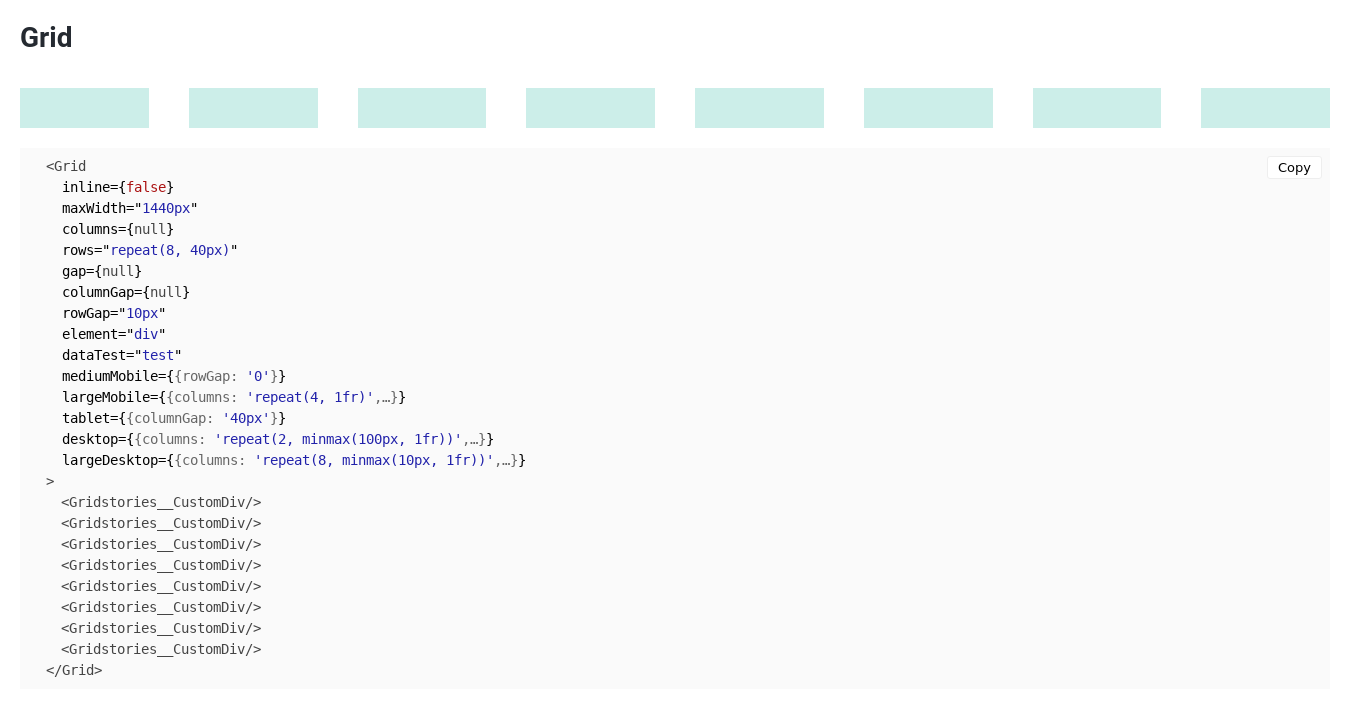 Grid
Copy
<Grid
inline={false}
maxWidth="1440px"
columns={null}
rows="repeat(8, 40px)"
gap={null}
columnGap={null}
rowGap="10px"
element="div"
dataTest="test"
mediumMobile={{rowGap: '0'}}
largeMobile={{columns: 'repeat(4, 1fr)',…}}
tablet={{columnGap: '40px'}}
desktop={{columns: 'repeat(2, minmax(100px, 1fr))',…}}
largeDesktop={{columns: 'repeat(8, minmax(10px, 1fr))',…}}
>
<Gridstories__CustomDiv/>
<Gridstories__CustomDiv/>
<Gridstories__CustomDiv/>
<Gridstories__CustomDiv/>
<Gridstories__CustomDiv/>
<Gridstories__CustomDiv/>
<Gridstories__CustomDiv/>
<Gridstories__CustomDiv/>
</Grid>